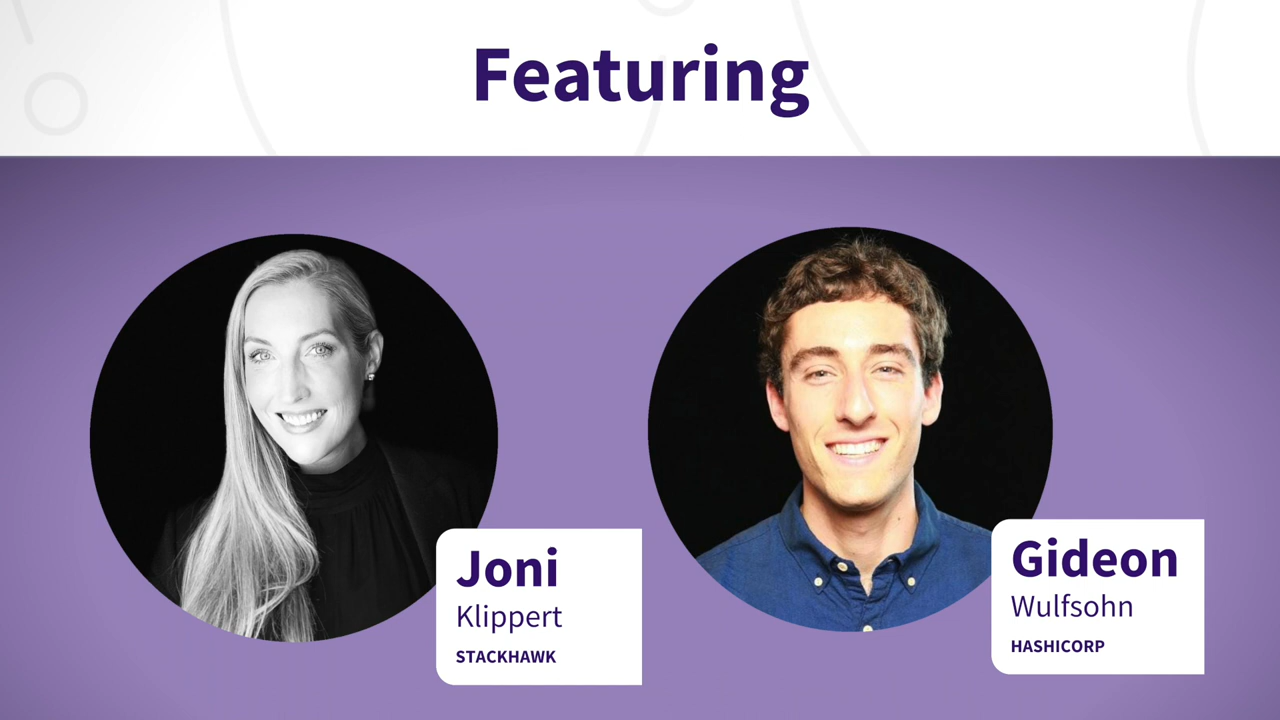 Featuring
Joni
Klippert
STACKHAWK
Gideon
Wulfsohn
HASHICORP